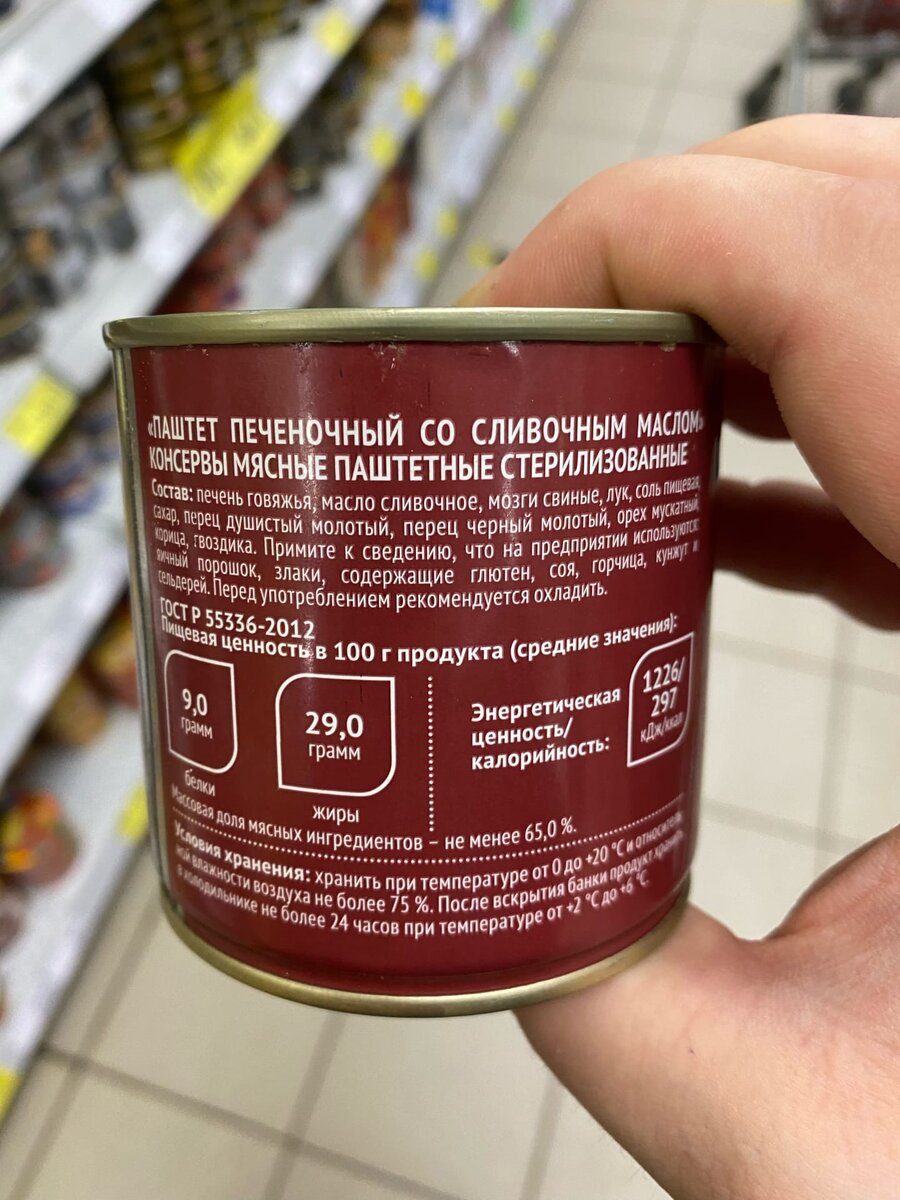 «ПАШТЕТ ПЕЧЕНОЧНЫЙ СО СЛИВОЧНЫМ МАСЛОМ»
КОНСЕРВЫ МЯСНЫЕ ПАШТЕТНЫЕ СТЕРИЛИЗОВАННЫЕ
Состав: печень говяжья, масло сливочное, мозги свиные, лук, соль пищевая,
сахар, перец душистый молотый, перец черный молотый, орех мускатный,
корица, гвоздика. Примите к сведению, что на предприятии используются:
яичный порошок, злаки, содержащие глютен, соя, горчица, кунжут и
сельдерей. Перед употреблением рекомендуется охладить.
ГОСТ Р 55336-2012
Пищевая ценность в 100 г продукта (средние значения):
9,0
грамм
белки
29,0
грамм
жиры
Энергетическая
ценность/
калорийность:
1226/
297
кДж/ккал
Массовая доля мясных ингредиентов – не менее 65,0 %.
Условия хранения: хранить при температуре от 0 до +20 °С и относитель
ной влажности воздуха не более 75 %. После вскрытия банки продукт хранить
в холодильнике не более 24 часов при температуре от +2 °С до +6 °С.